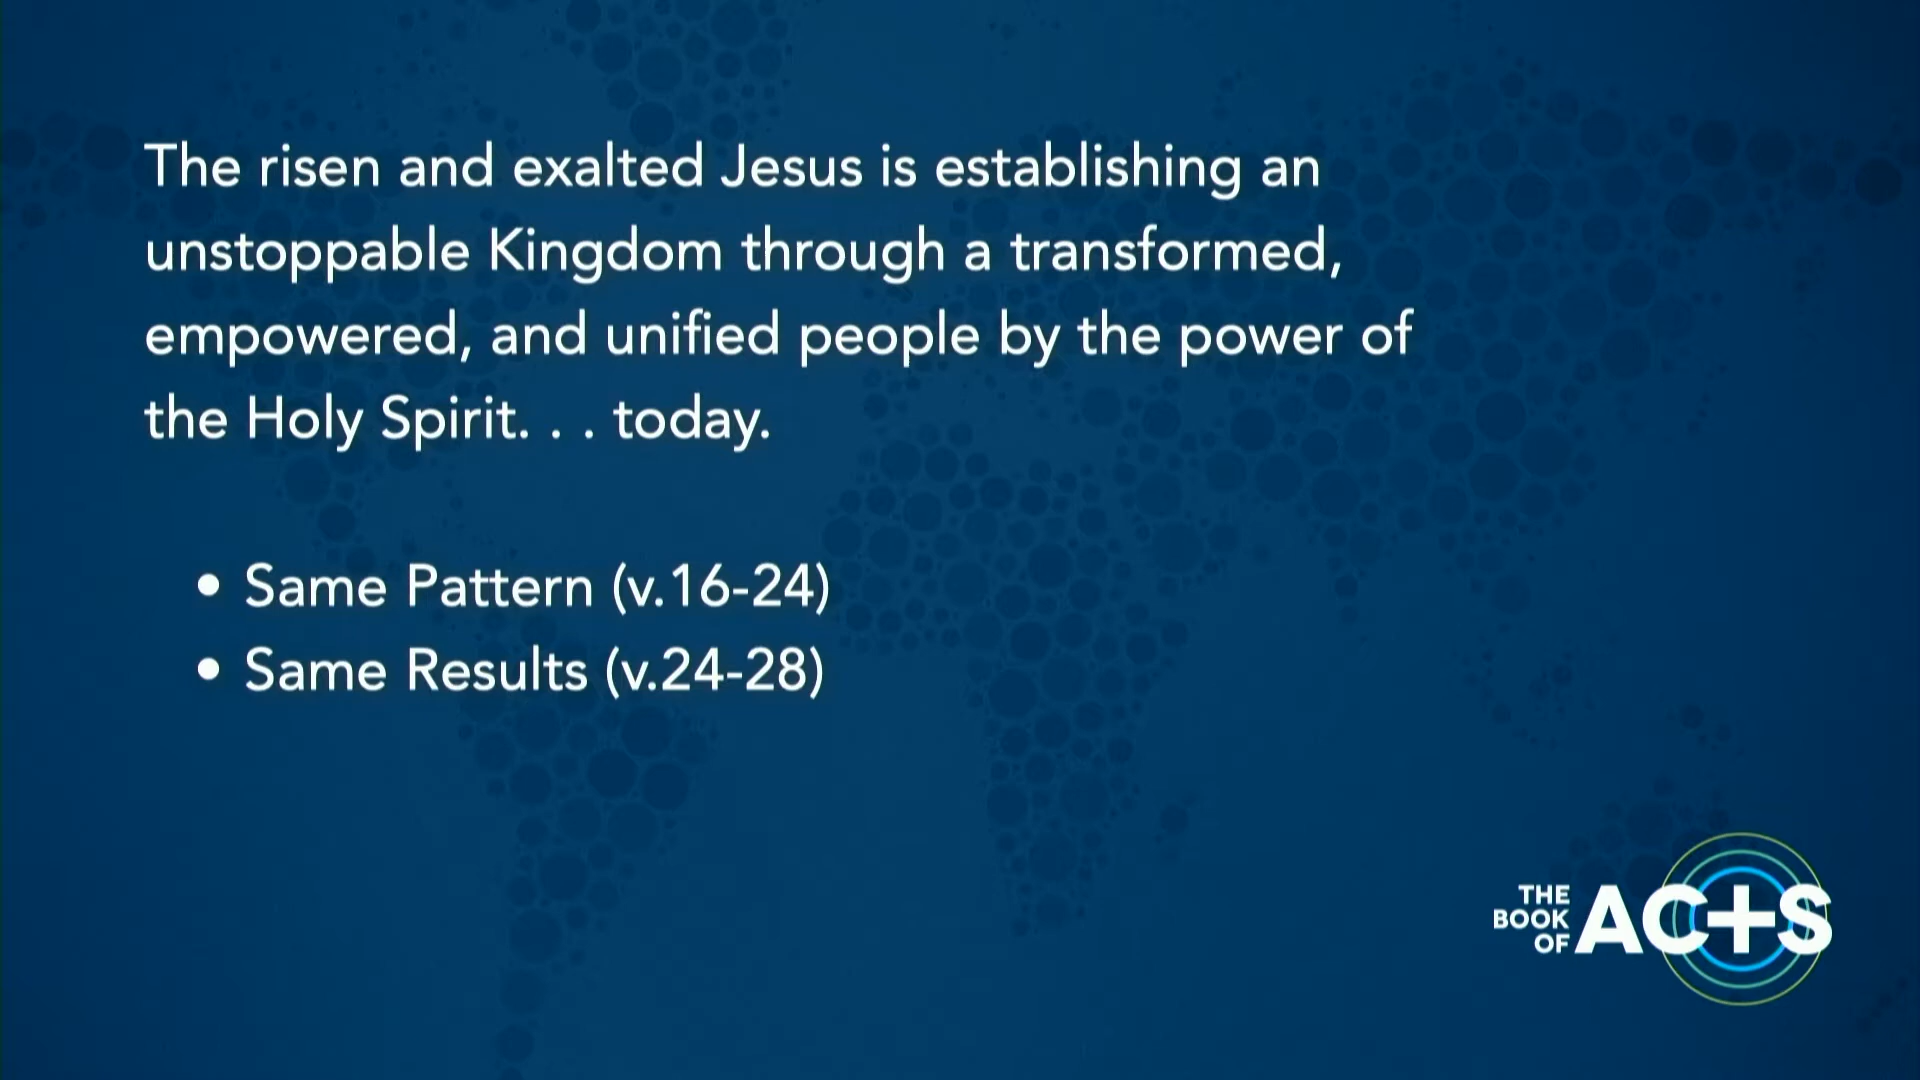 The risen and exalted Jesus is establishing an
unstoppable Kingdom through a transformed,
empowered, and unified people by the power of
the Holy Spirit. . . today.
• Same Pattern (v.16-24)
• Same Results (v.24-28)
THE
BOOK
OF
ACTS